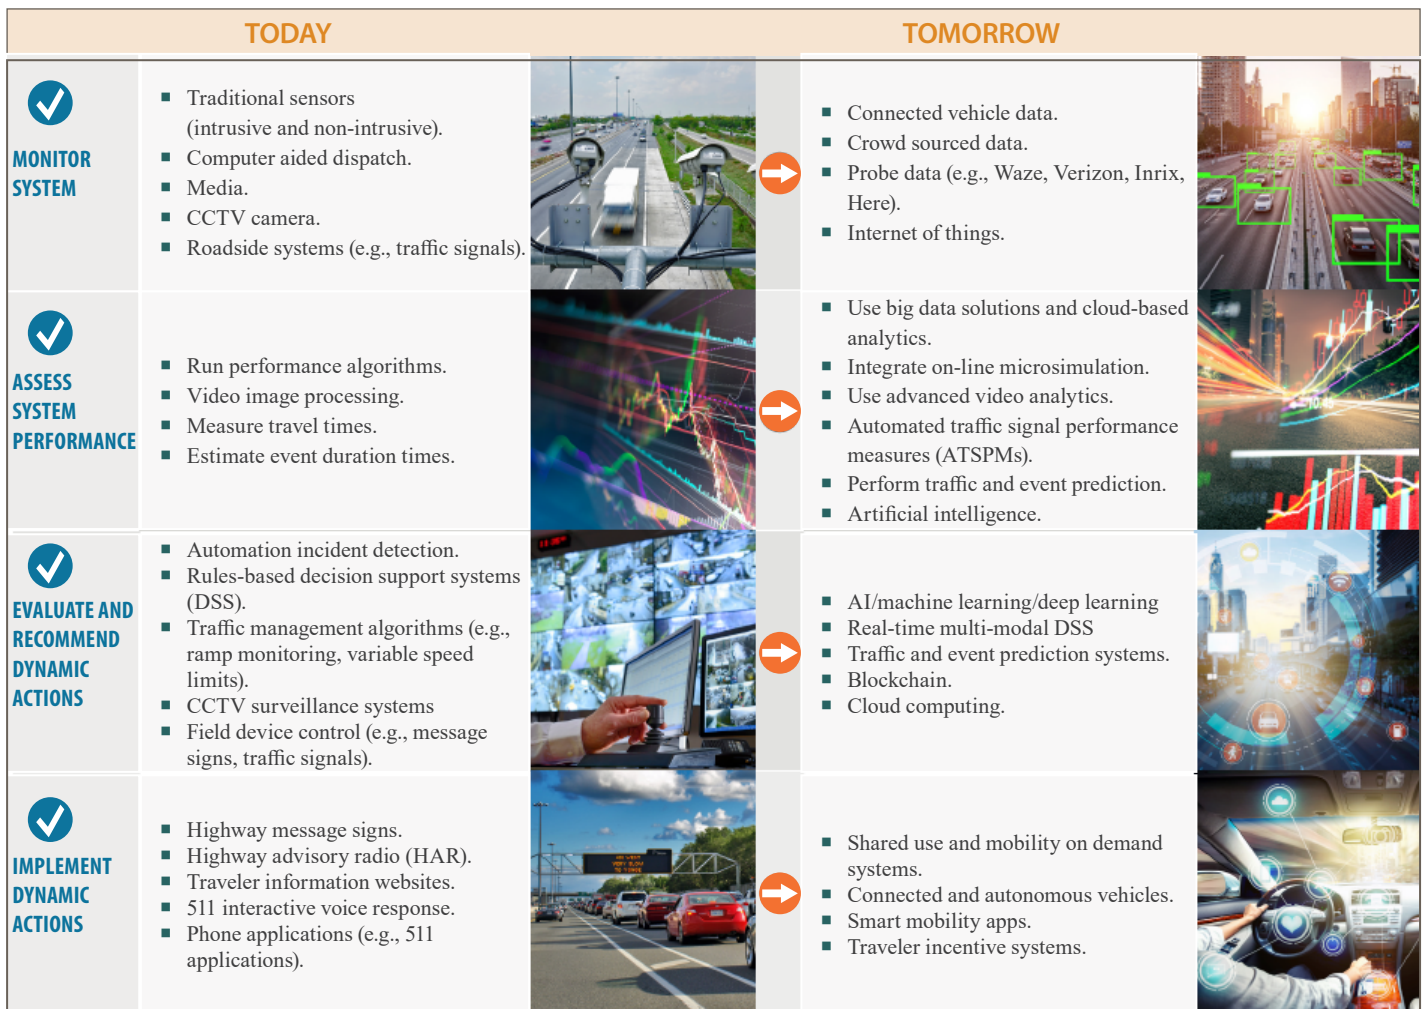 TODAY
TOMORROW
MONITOR
SYSTEM
Traditional sensors
(intrusive and non-intrusive).
Computer aided dispatch.
Media.
CCTV camera.
Roadside systems (e.g., traffic signals).
Connected vehicle data.
Crowd sourced data.
Probe data (e.g., Waze, Verizon, Inrix,
Here).
Internet of things.
ASSESS
SYSTEM
PERFORMANCE
Run performance algorithms.
Video image processing.
Measure travel times.
Estimate event duration times.
Use big data solutions and cloud-based
analytics.
Integrate on-line microsimulation.
Use advanced video analytics.
Automated traffic signal performance
measures (ATSPMs).
Perform traffic and event prediction.
Artificial intelligence.
EVALUATE AND
RECOMMEND
DYNAMIC
ACTIONS
Automation incident detection.
Rules-based decision support systems
(DSS).
Traffic management algorithms (e.g.,
ramp monitoring, variable speed
limits).
CCTV surveillance systems
Field device control (e.g., message
signs, traffic signals).
AI/machine learning/deep learning
Real-time multi-modal DSS
Traffic and event prediction systems.
Blockchain.
Cloud computing.
IMPLEMENT
DYNAMIC
ACTIONS
Highway message signs.
Highway advisory radio (HAR).
Traveler information websites.
511 interactive voice response.
Phone applications (e.g., 511
applications).
Shared use and mobility on demand
systems.
Connected and autonomous vehicles.
Smart mobility apps.
Traveler incentive systems.